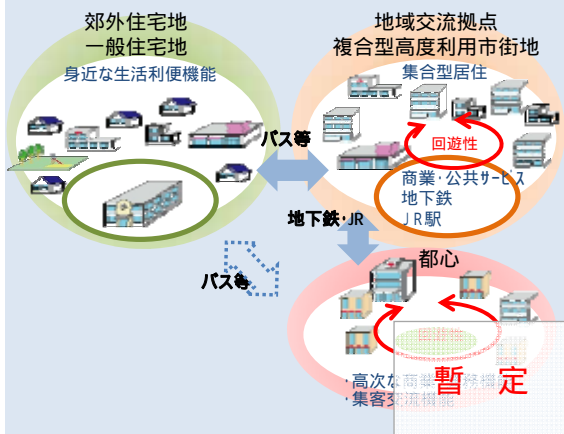 郊外住宅地
一般住宅地
身近な生活利便機能
地域交流拠点
複合型高度利用市街地
集合型居住
回遊性
バス等
商業・公共サービス
地下鉄
JR駅
地下鉄・JR
都心
バス等
・高次な商業
・集客交流機能
暫 定